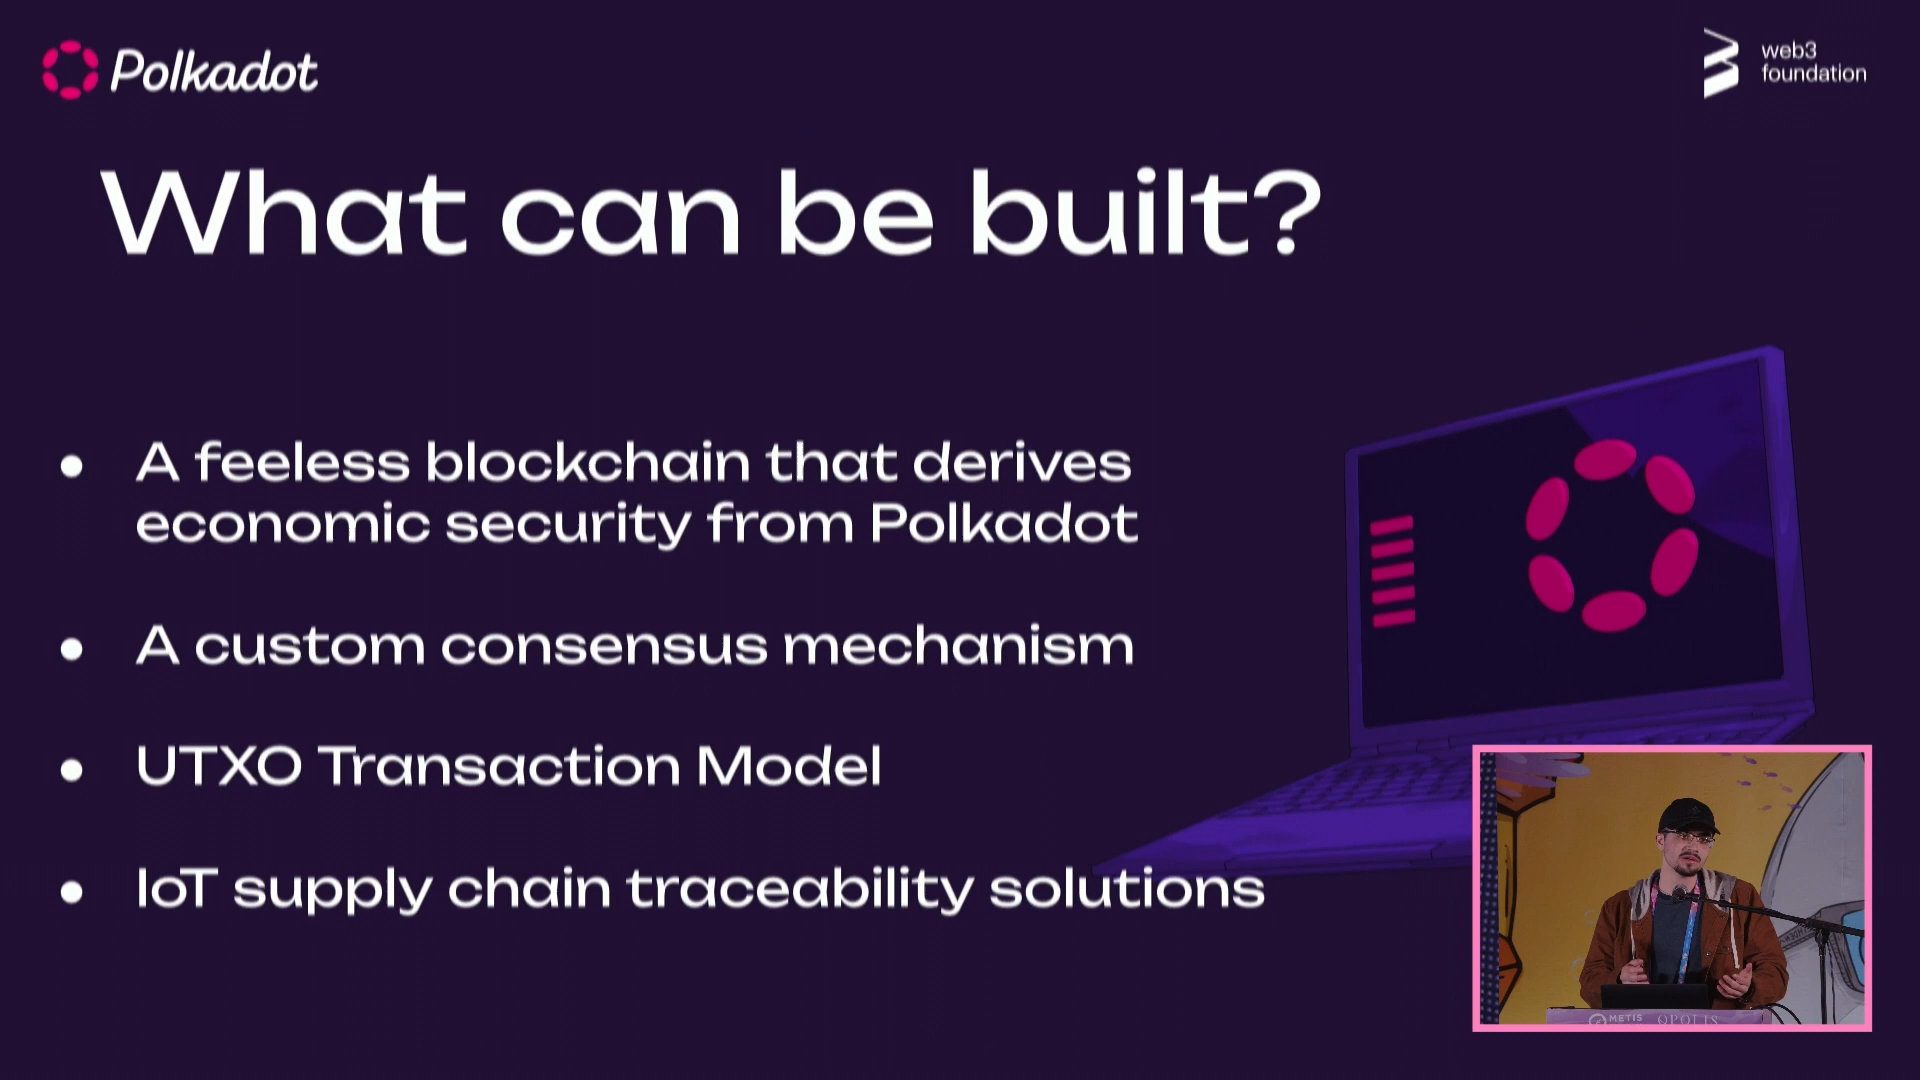 Polkadot
web3
foundation
What can be built?
• A feeless blockchain that derives
economic security from Polkadot
• A custom consensus mechanism
• UTXO Transaction Model
• IoT supply chain traceability solutions
METIS OPOLIS